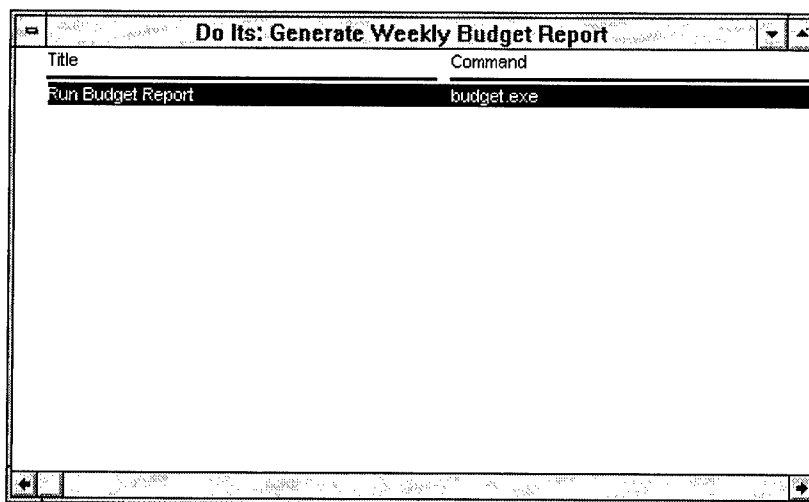 Do Its: Generate Weekly Budget Report
Title Command
Run Budget Report budget.exe